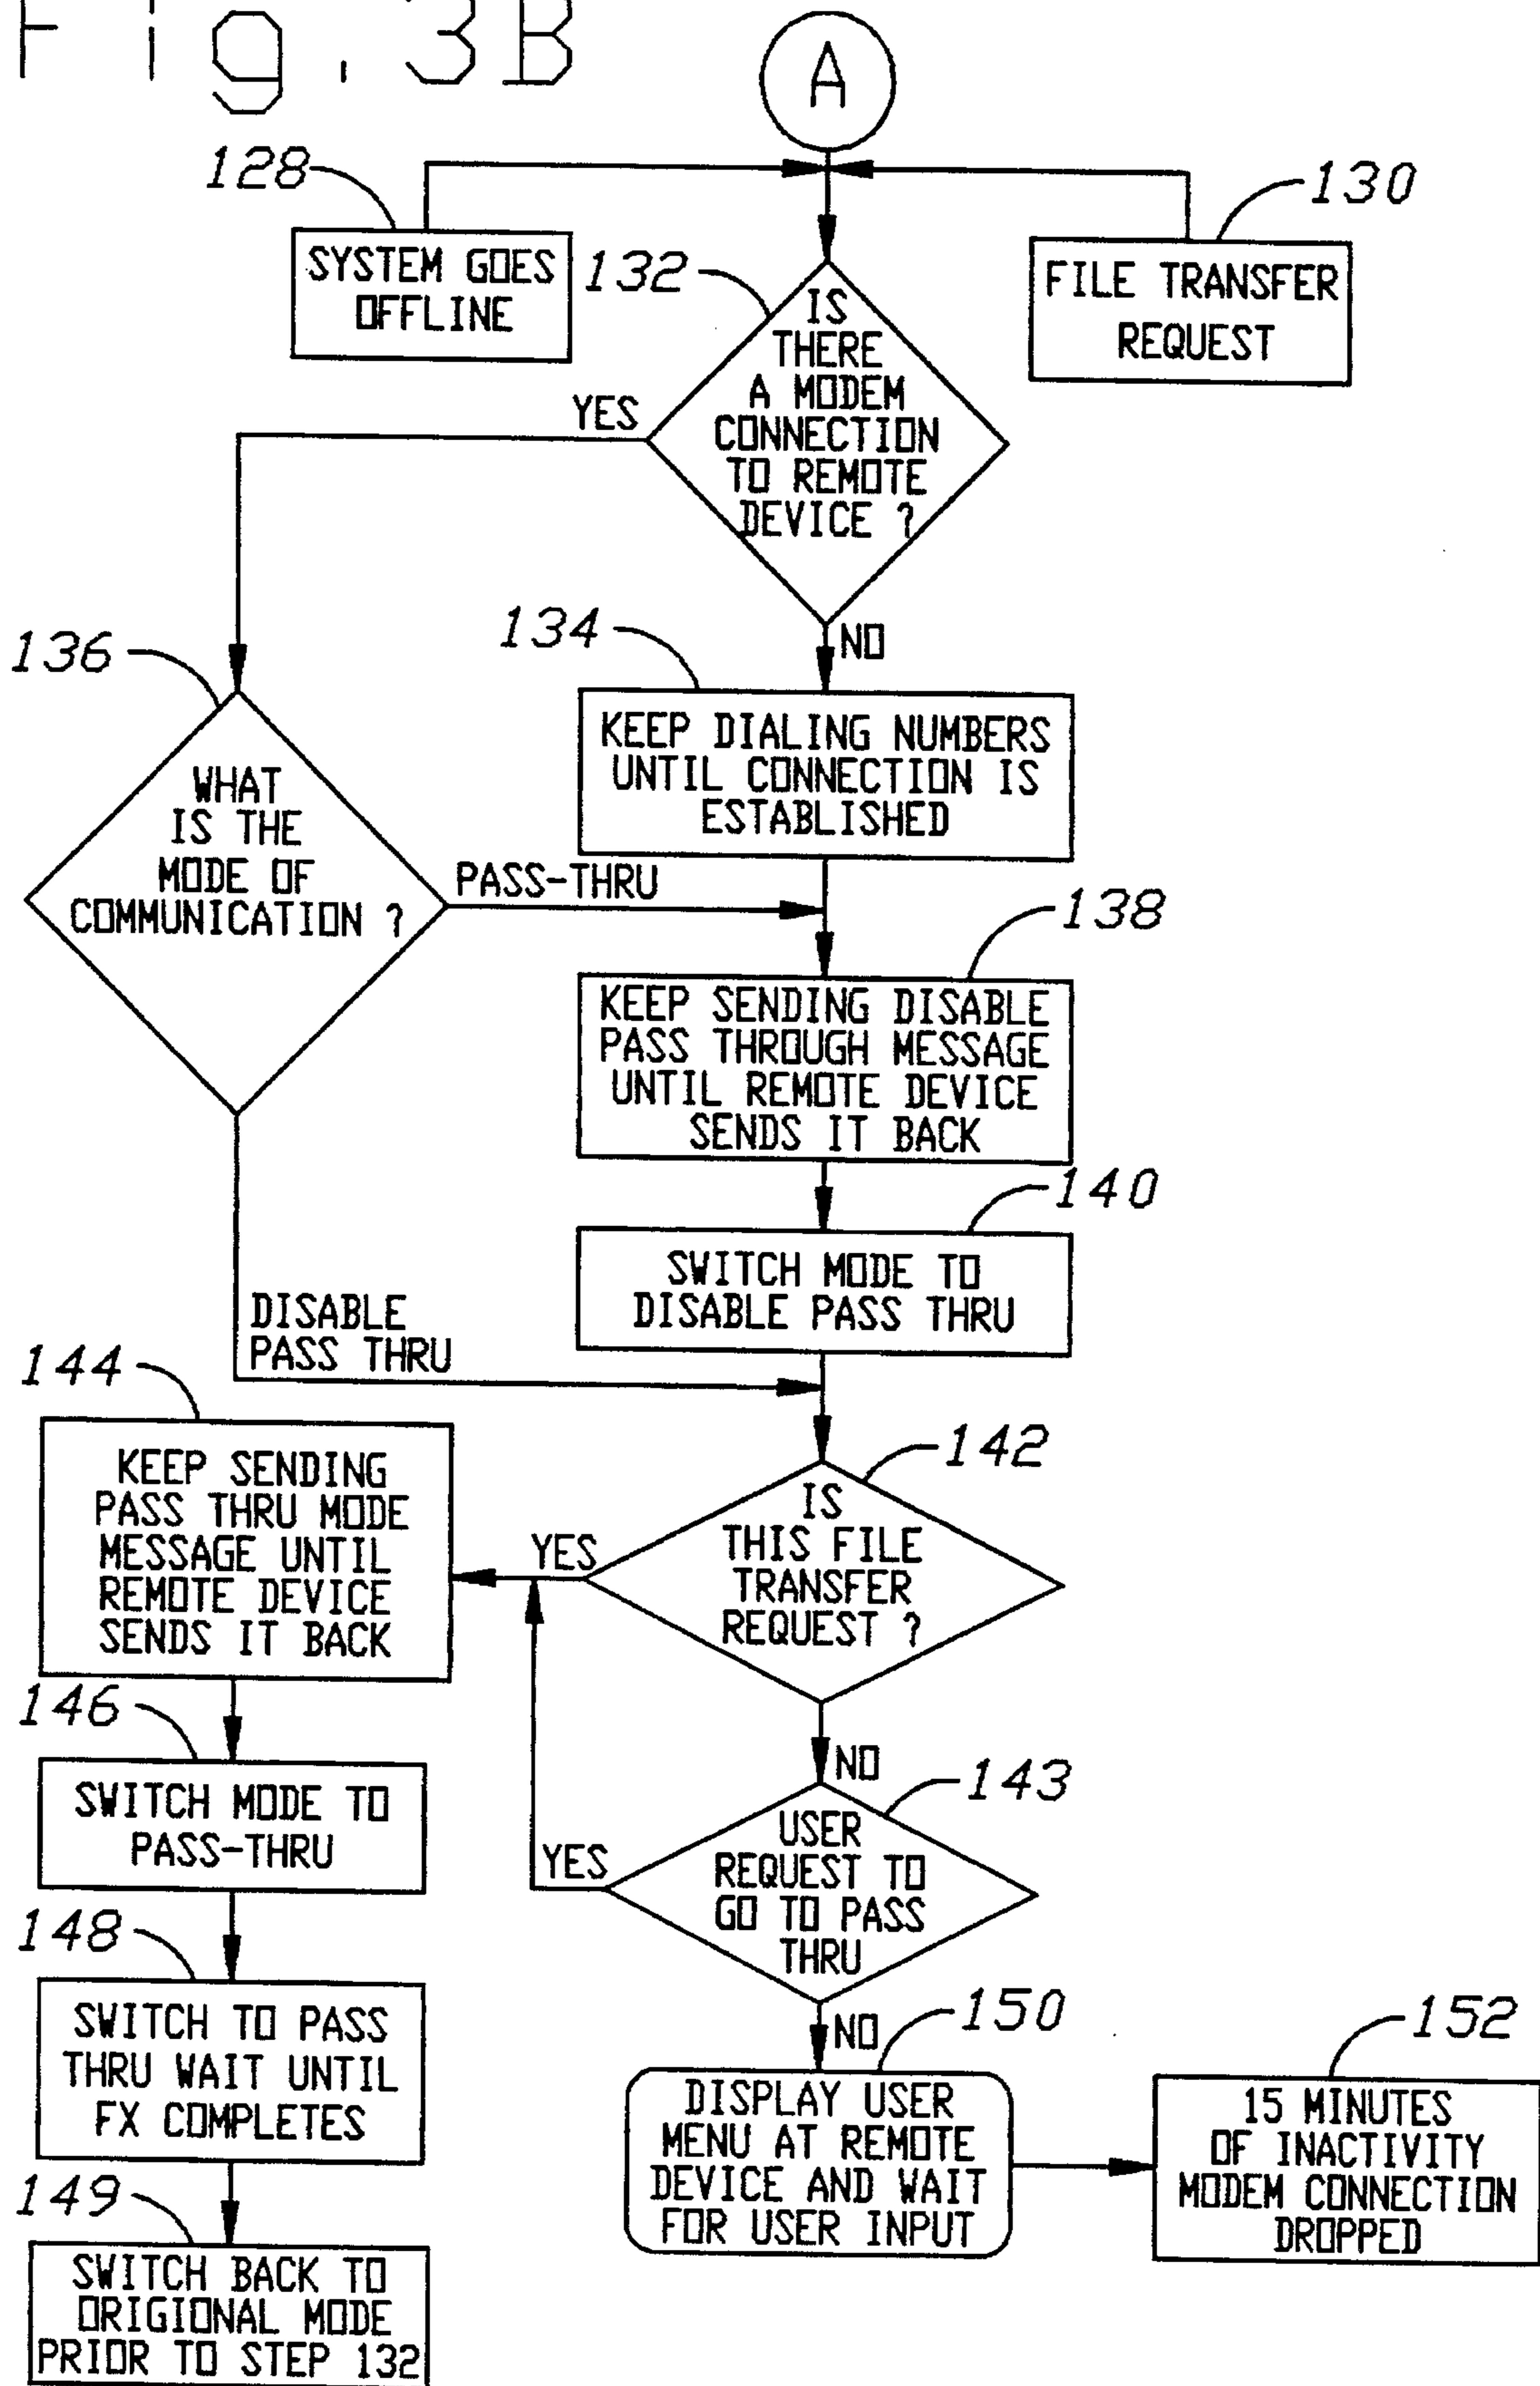 Fig. 3B
A
128
130
SYSTEM GOES
OFFLINE
132
FILE TRANSFER
REQUEST
IS
THERE
A MODEM
CONNECTION
TO REMOTE
DEVICE ?
YES
NO
134
136
KEEP DIALING NUMBERS
UNTIL CONNECTION IS
ESTABLISHED
WHAT
IS THE
MODE OF
COMMUNICATION ?
PASS-THRU
138
KEEP SENDING DISABLE
PASS THROUGH MESSAGE
UNTIL REMOTE DEVICE
SENDS IT BACK
140
SWITCH MODE TO
DISABLE PASS THRU
DISABLE
PASS THRU
144
142
KEEP SENDING
PASS THRU MODE
MESSAGE UNTIL
REMOTE DEVICE
SENDS IT BACK
YES
IS
THIS FILE
TRANSFER
REQUEST ?
146
NO
143
SWITCH MODE TO
PASS-THRU
YES
USER
REQUEST TO
GO TO PASS
THRU
148
NO
150
152
SWITCH TO PASS
THRU WAIT UNTIL
FX COMPLETES
DISPLAY USER
MENU AT REMOTE
DEVICE AND WAIT
FOR USER INPUT
15 MINUTES
OF INACTIVITY
MODEM CONNECTION
DROPPED
149
SWITCH BACK TO
ORIGIONAL MODE
PRIOR TO STEP 132